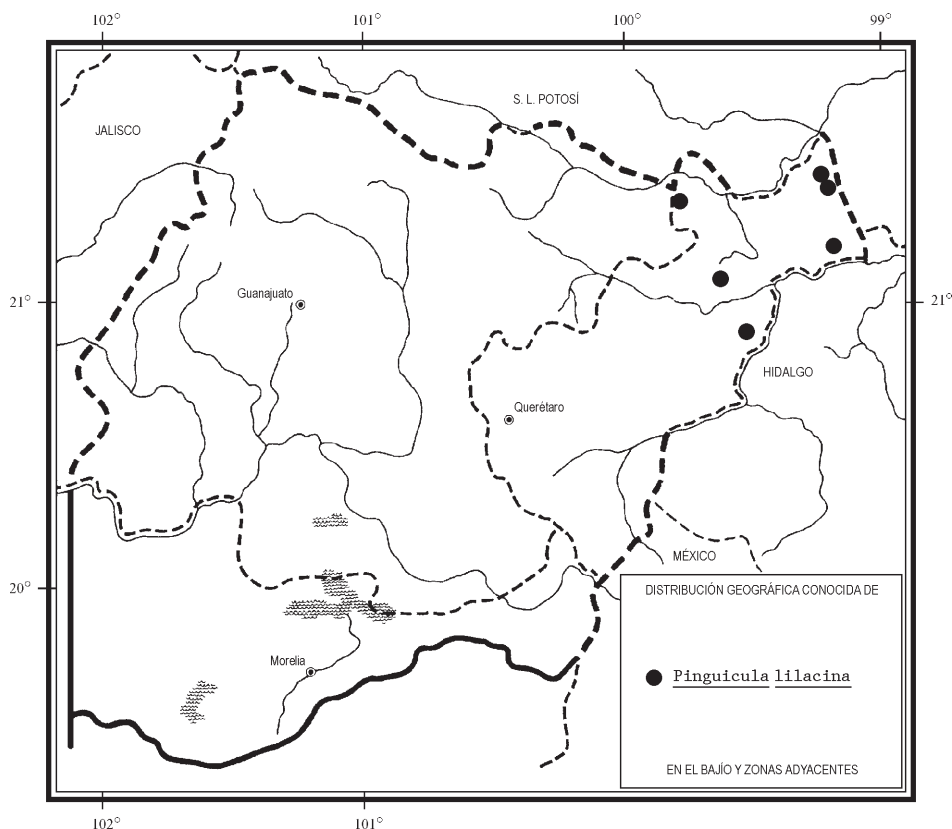 102° 101° 100° 99°
S. L. POTOSÍ
JALISCO
Guanajuato
21° 21°
HIDALGO
Querétaro
MÉXICO
20°
DISTRIBUCIÓN GEOGRÁFICA CONOCIDA DE
Morelia
Pinguicula lilacina
EN EL BAJÍO Y ZONAS ADYACENTES
102° 101°